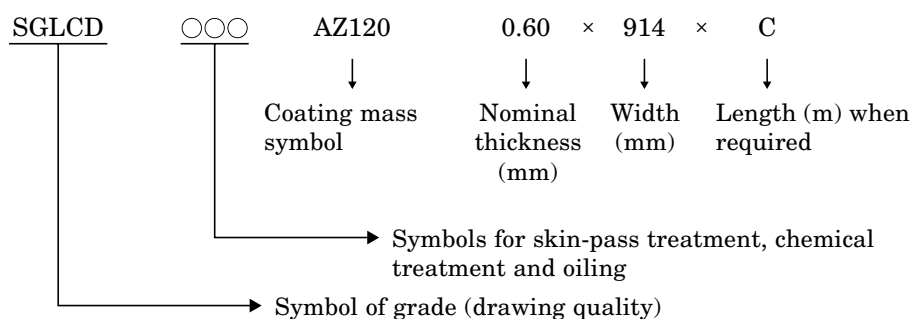 SGLCD ○○○ AZ120 0.60 × 914 × C
Coating mass
symbol
Nominal
thickness
(mm)
Width
(mm)
Length (m) when
required
Symbols for skin-pass treatment, chemical
treatment and oiling
Symbol of grade (drawing quality)